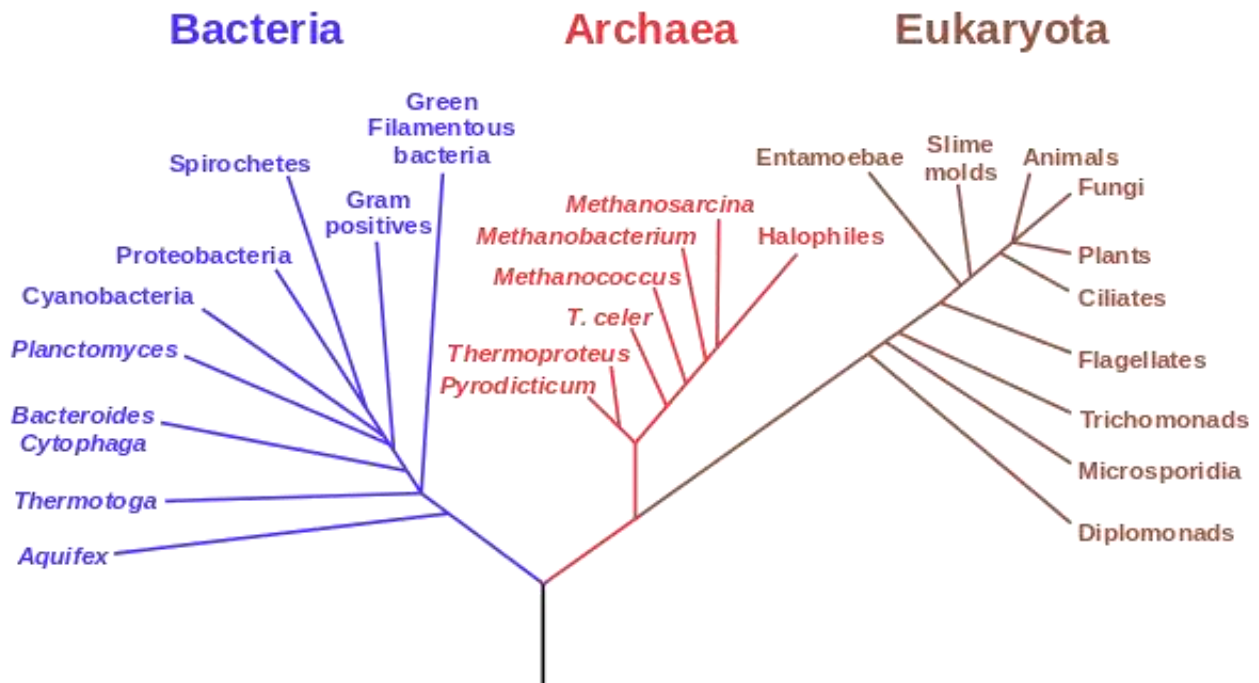 Bacteria
Archaea
Eukaryota
Green
Filamentous
bacteria
Spirochetes
Gram
positives
Proteobacteria
Cyanobacteria
Planctomyces
Bacteroides
Cytophaga
Thermotoga
Aquifex
Methanosarcina
Methanobacterium
Halophiles
Methanococcus
T. celer
Thermoproteus
Pyrodicticum
Entamoebae
Slime
molds
Animals
Fungi
Plants
Ciliates
Flagellates
Trichomonads
Microsporidia
Diplomonads